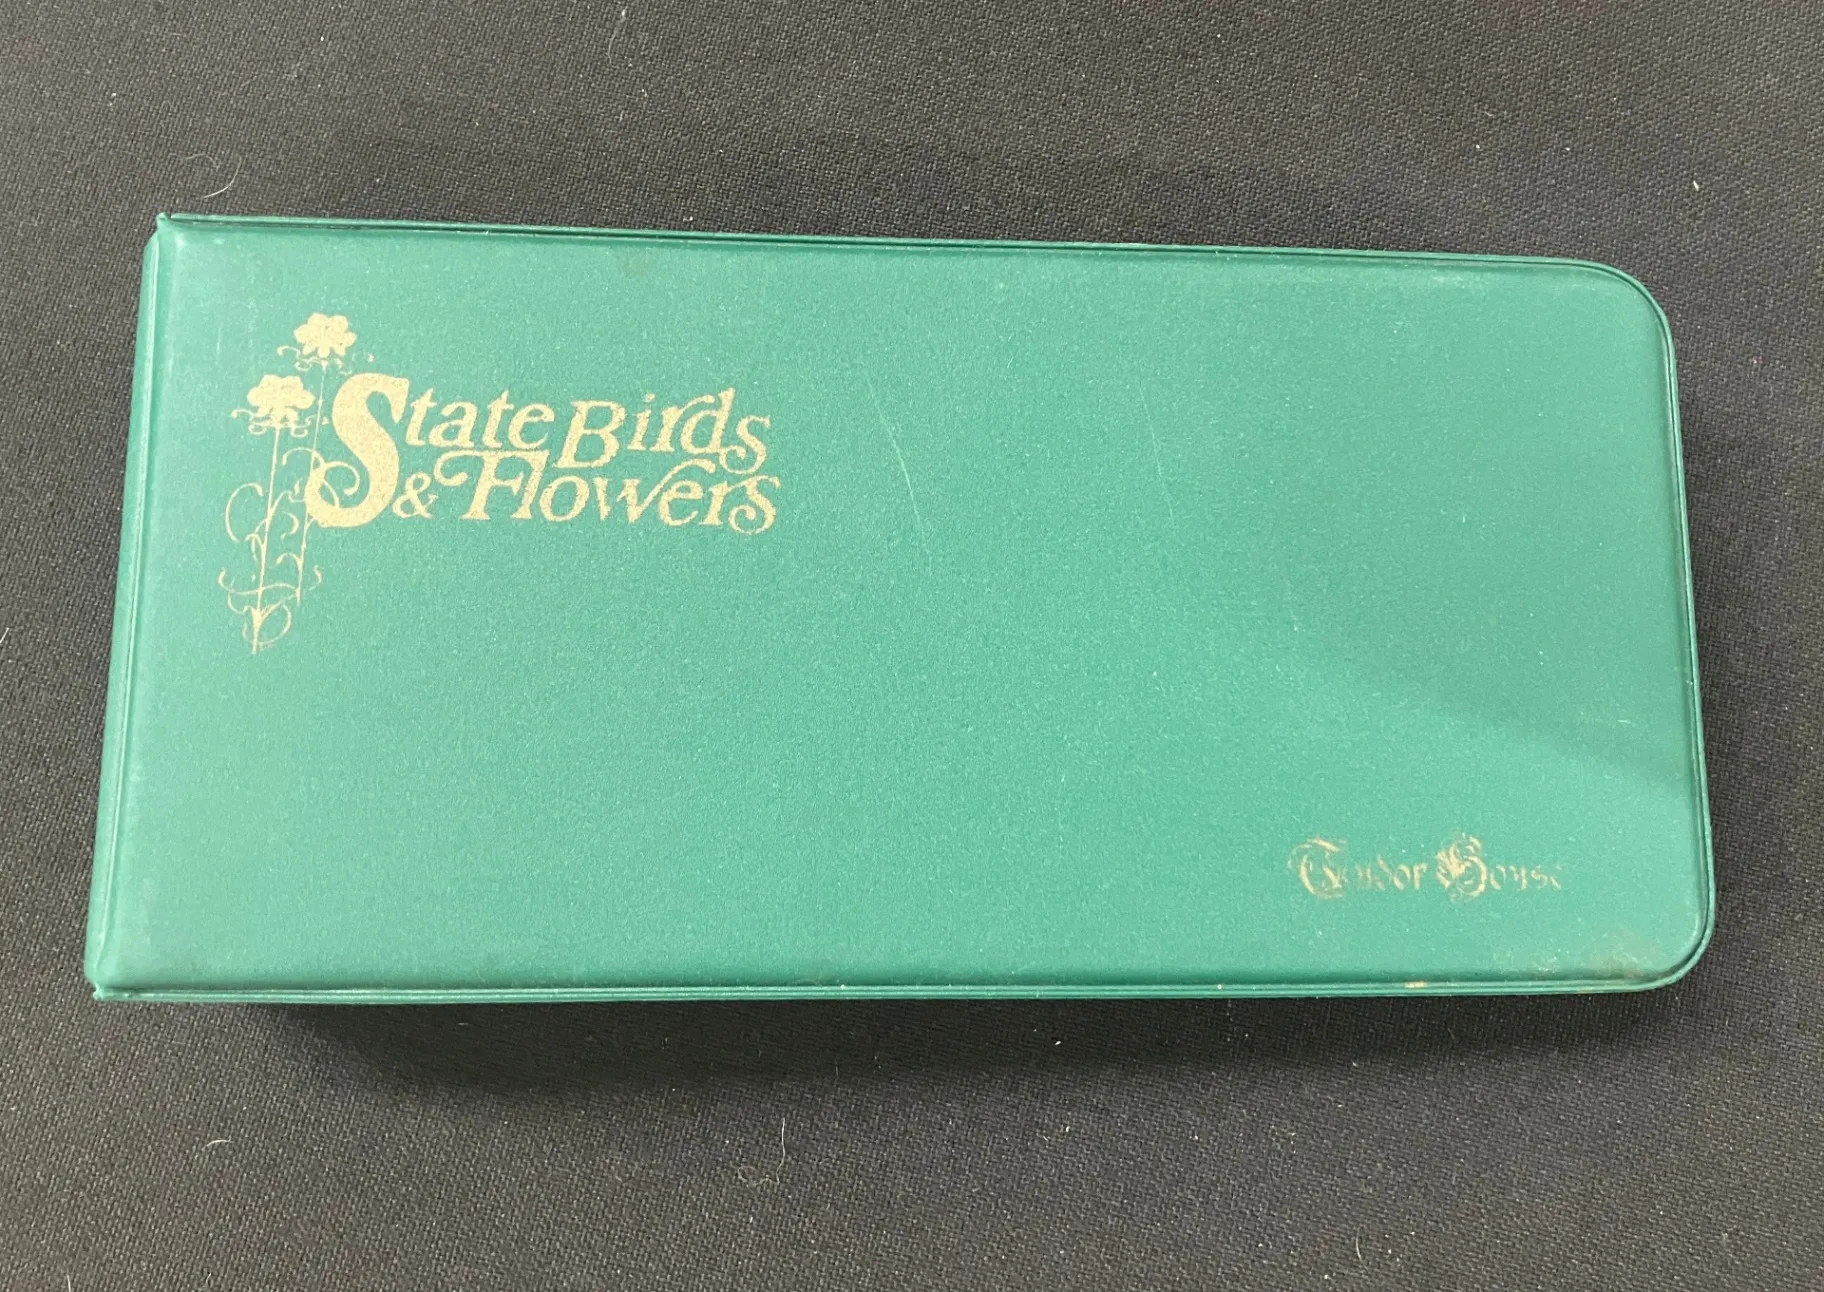 State Birds
& Flowers
Tudor House